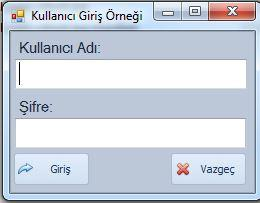 Kullanıcı Giriş Örneği
Kullanıcı Adı:
Şifre:
Giriş
Vazgeç